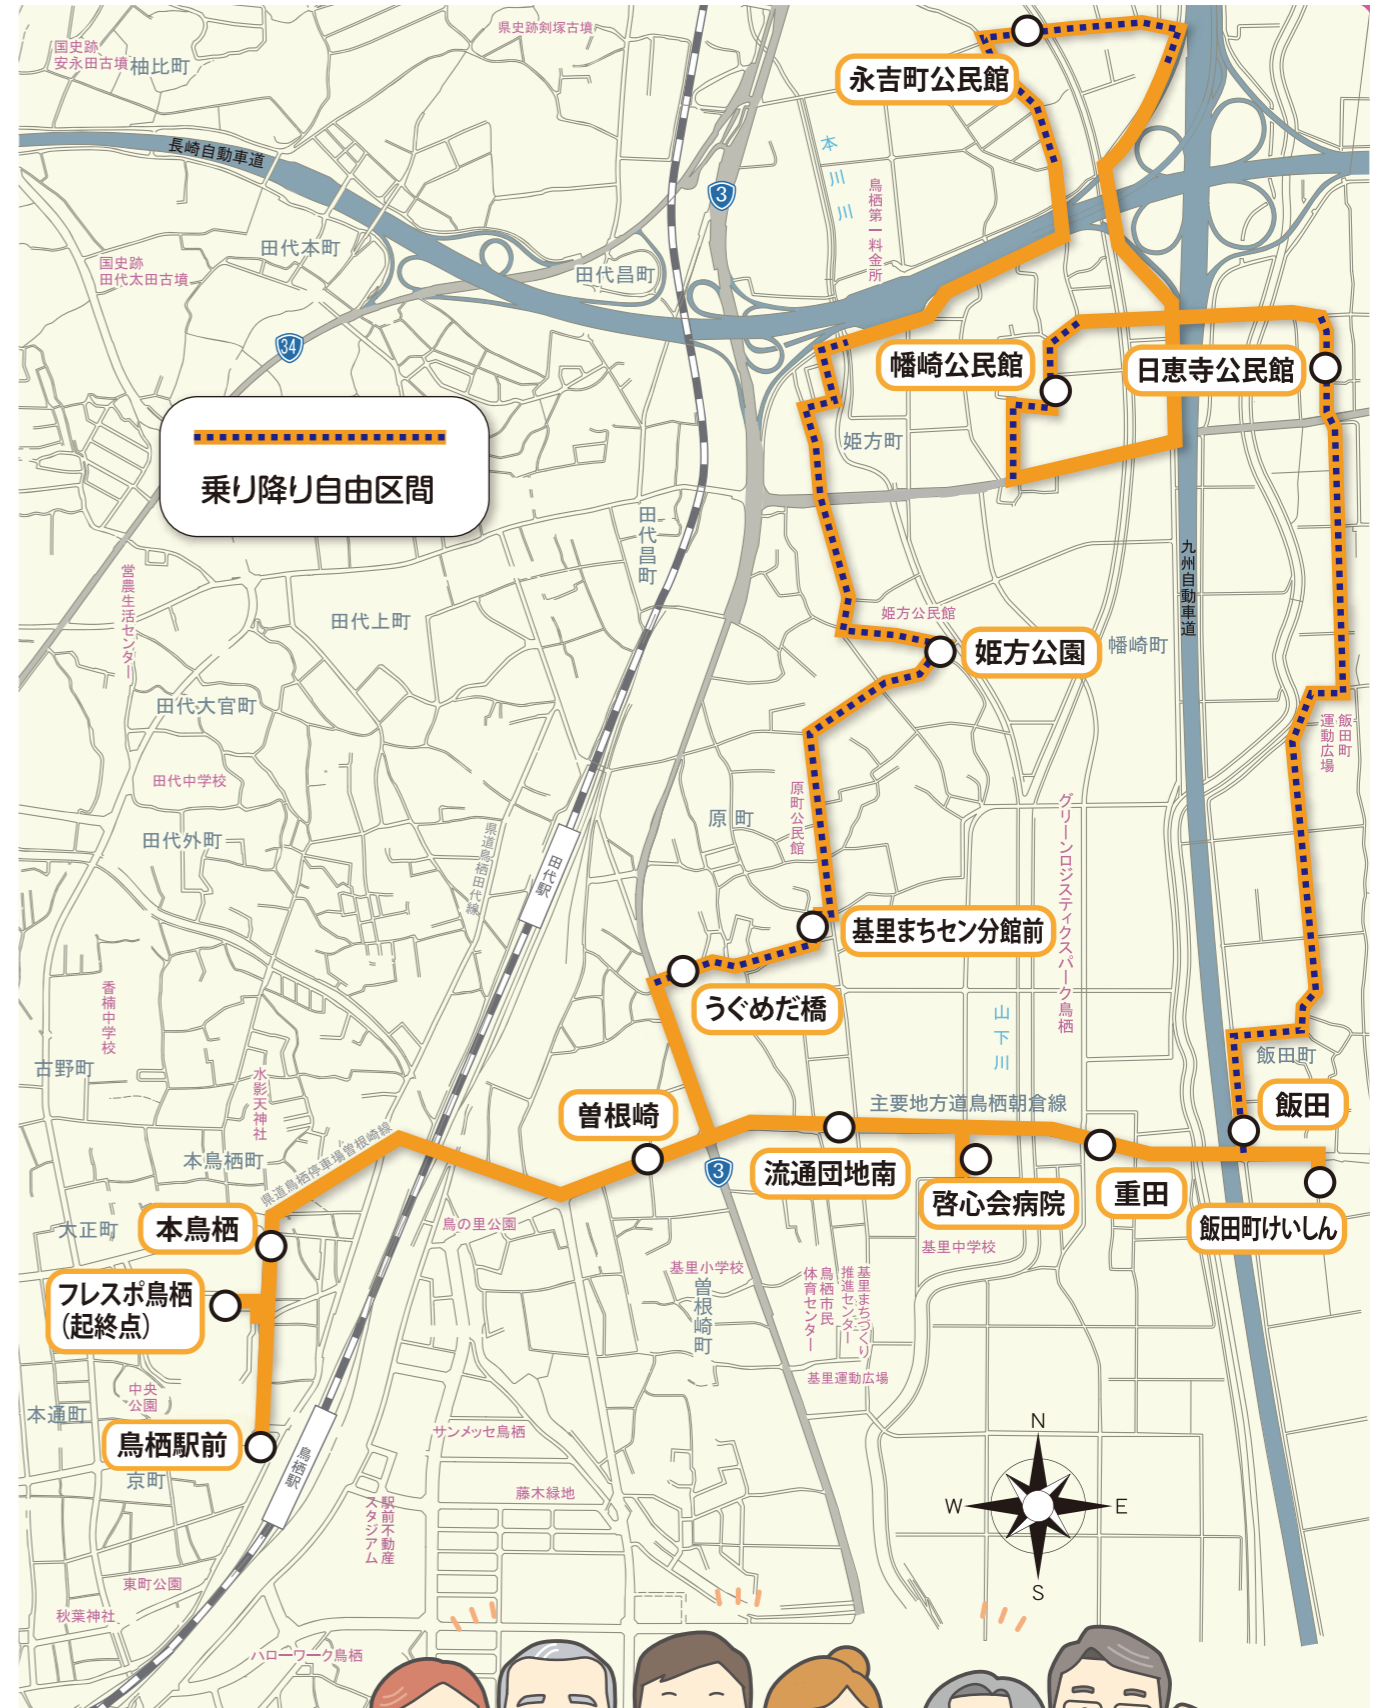 県史跡剣塚古墳
国史跡
安永田古墳
柚比町
永吉町公民館
長崎自動車道
本川川
3
鳥栖第一料金所
田代本町
国史跡
田代太田古墳
田代昌町
34
幡崎公民館
日恵寺公民館
乗り降り自由区間
姫方町
田代昌町
九州自動車道
営農生活センター
田代上町
姫方公民館
姫方公園
幡崎町
田代大官町
飯田町
運動広場
田代中学校
原町公民館
原町
グリーンロジスティクスパーク鳥栖
田代外町
県道鳥栖田代線
田代駅
基里まちセン分館前
うぐめだ橋
香楠中学校
山下川
古野町
水影天神社
飯田町
主要地方道鳥栖朝倉線
飯田
曽根崎
本鳥栖町
県道鳥栖停車場曽根崎線
3
流通団地南
啓心会病院
重田
飯田町けいしん
大正町
本鳥栖
鳥の里公園
基里中学校
フレスポ鳥栖
(起終点)
基里小学校
曽根崎町
鳥栖市民
体育センター
基里まちづくり
推進センター
基里運動広場
中央
公園
本通町
鳥栖駅前
京町
鳥栖駅
サンメッセ鳥栖
藤木緑地
駅前不動産
スタジアム
N
W
E
S
東町公園
秋葉神社
ハローワーク鳥栖